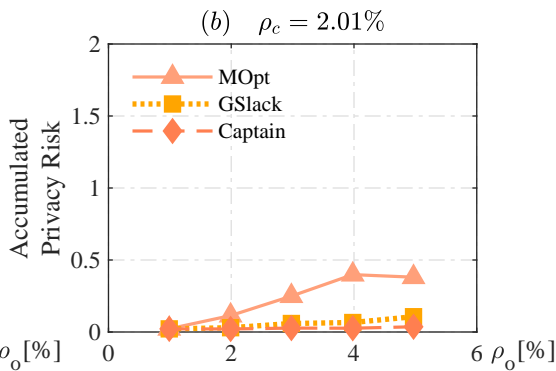 (b) ρc = 2.01%
2
1.5
1
0.5
0
Accumulated
Privacy Risk
MOpt
GSlack
Captain
ρo[%] 0 2 4 6 ρo[%]